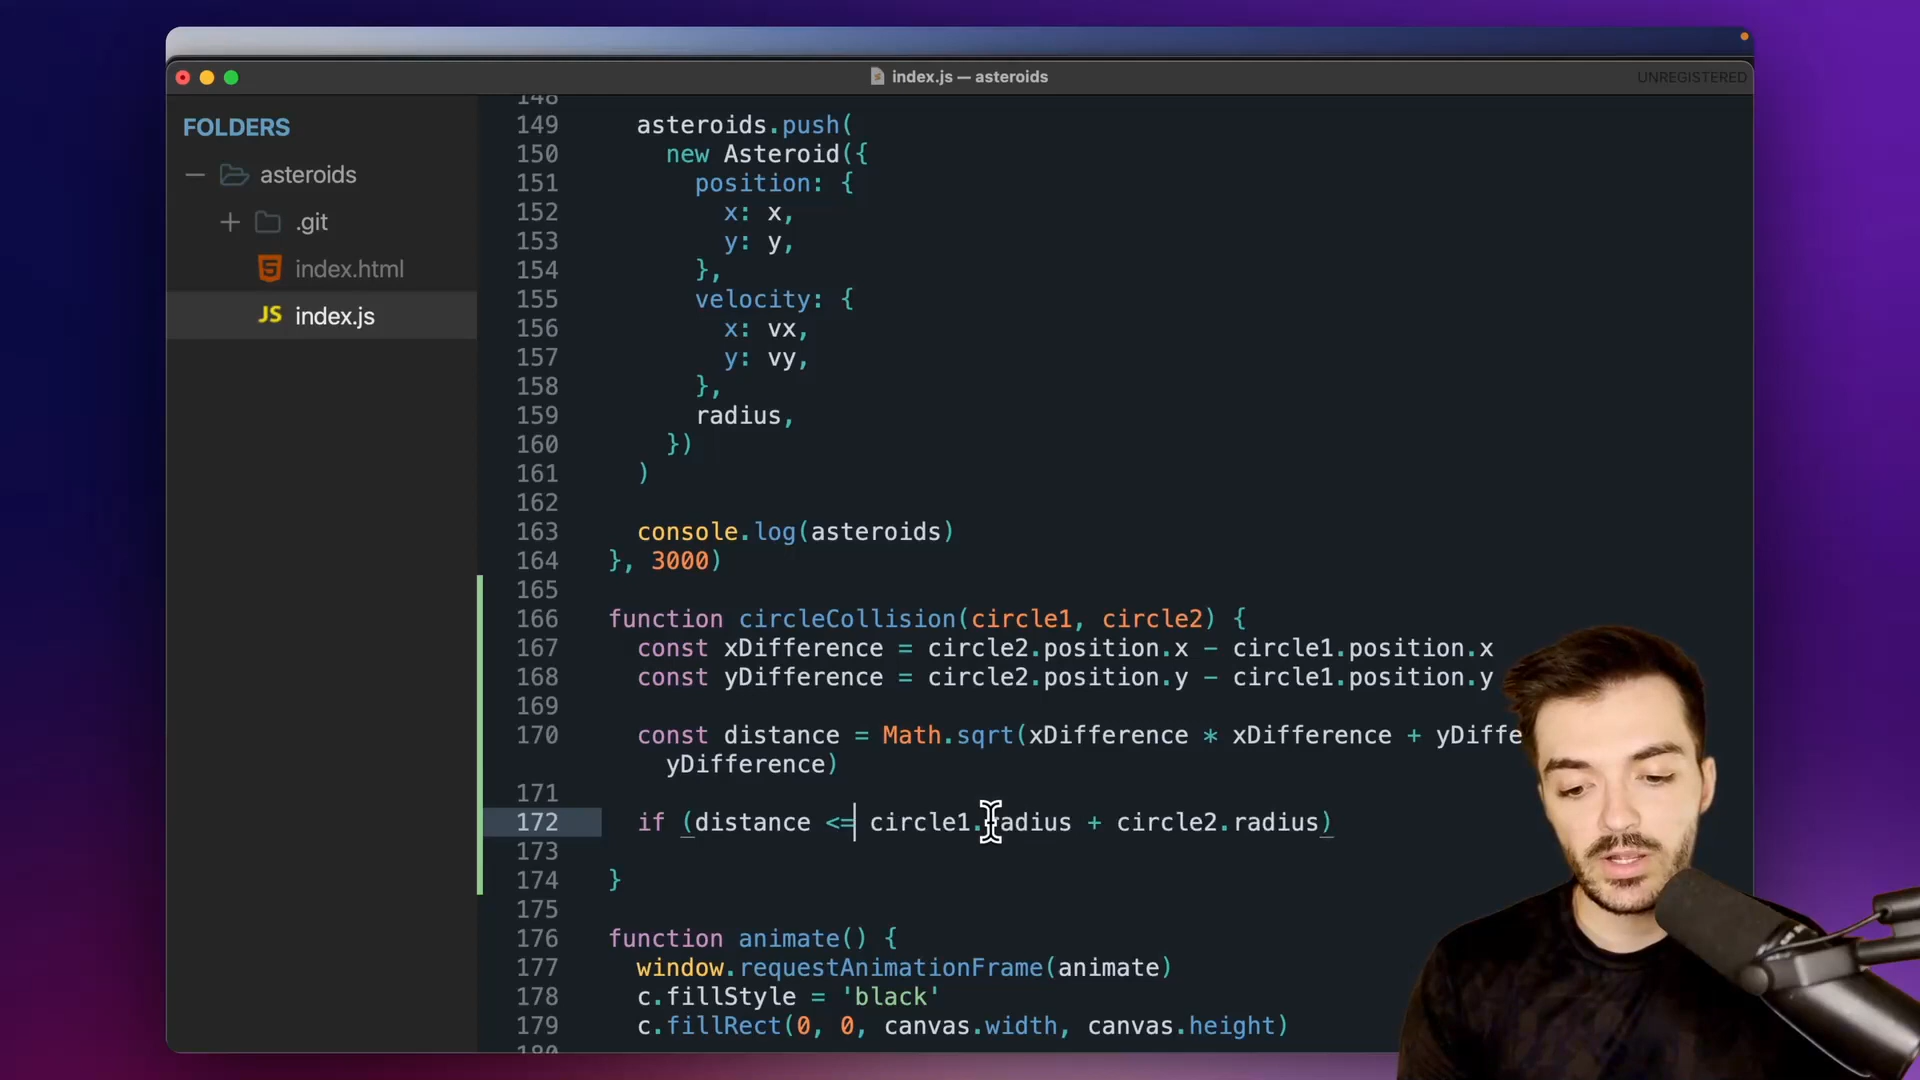 index.js — asteroids
UNREGISTERED
FOLDERS
asteroids
.git
index.html
JS index.js
148
149 asteroids.push(
150 new Asteroid({
151 position: {
152 x: x,
153 y: y,
154 },
155 velocity: {
156 x: vx,
157 y: vy,
158 },
159 radius,
160 })
161 )
162
163 console.log(asteroids)
164 }, 3000)
165
166 function circleCollision(circle1, circle2) {
167 const xDifference = circle2.position.x - circle1.position.x
168 const yDifference = circle2.position.y - circle1.position.y
169
170 const distance = Math.sqrt(xDifference * xDifference + yDiffe
yDifference)
171
172 if (distance <= circle1.radius + circle2.radius)
173
174 }
175
176 function animate() {
177 window.requestAnimationFrame(animate)
178 c.fillStyle = 'black'
179 c.fillRect(0, 0, canvas.width, canvas.height)
180